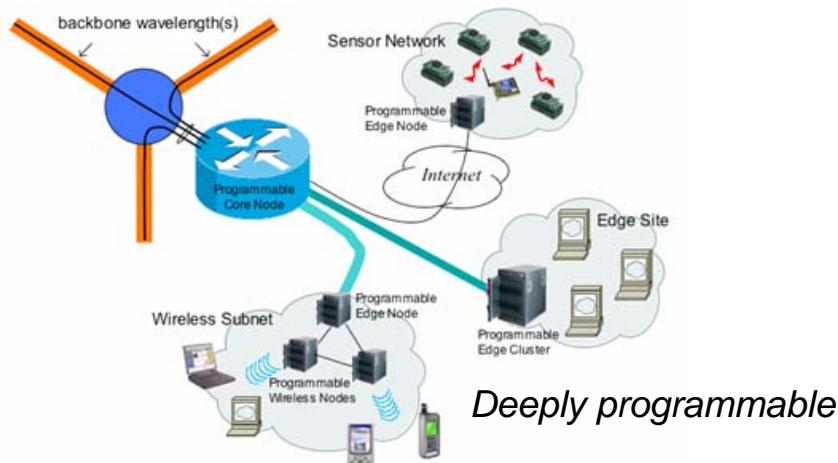 backbone wavelength(s)
Sensor Network
Programmable
Edge Node
Internet
Programmable
Core Node
Edge Site
Programmable
Edge Node
Wireless Subnet
Programmable
Edge Cluster
Programmable
Wireless Nodes
Deeply programmable